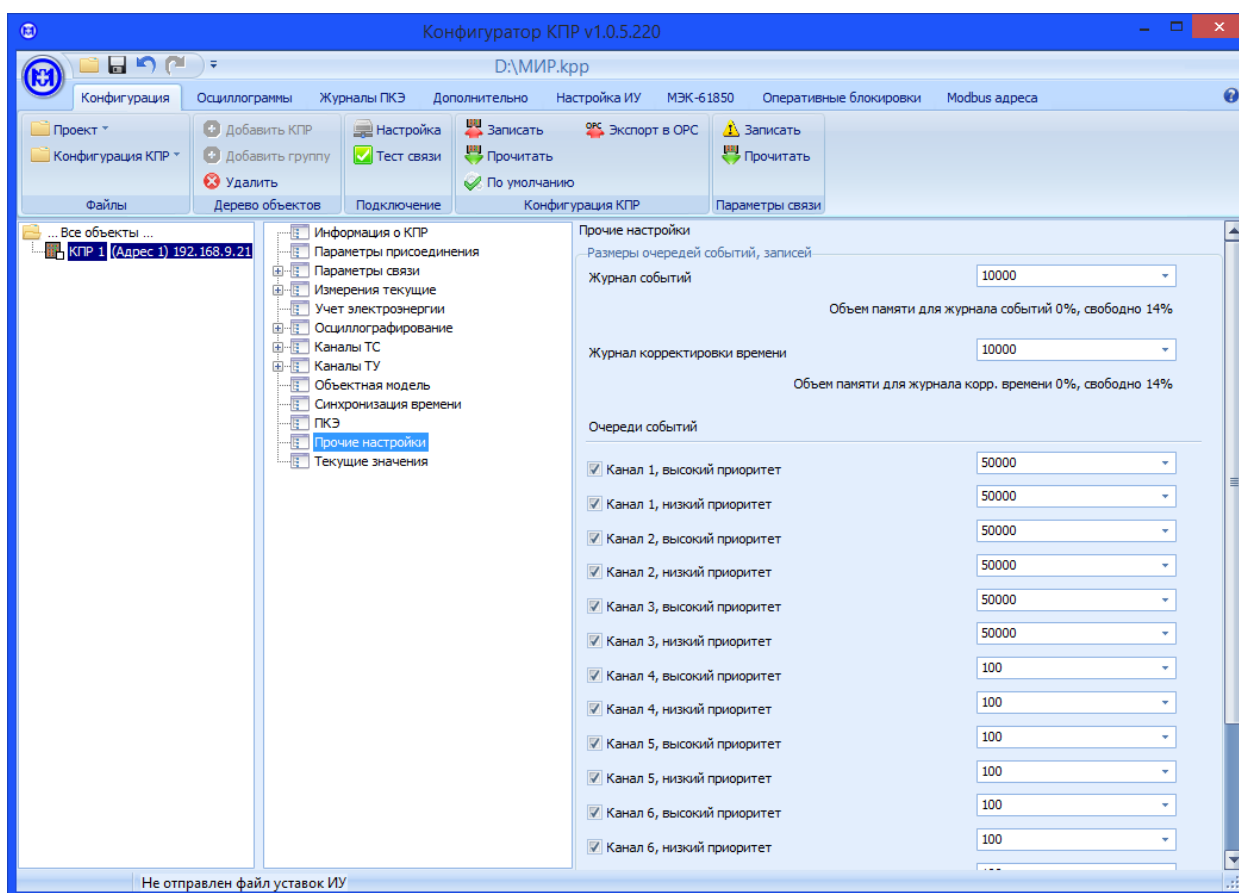 Конфигуратор КПР v1.0.5.220
D:\МИР.kpp
Конфигурация Осциллограммы Журналы ПКЭ Дополнительно Настройка ИУ МЭК-61850 Оперативные блокировки Modbus адреса
Проект Добавить КПР Настройка Записать Экспорт в OPC Записать
Конфигурация КПР Добавить группу Тест связи Прочитать Прочитать
Удалить По умолчанию
Файлы Дерево объектов Подключение Конфигурация КПР Параметры связи
... Все объекты ...
КПР 1 (Адрес 1) 192.168.9.21
Информация о КПР
Параметры присоединения
Параметры связи
Измерения текущие
Учет электроэнергии
Осциллографирование
Каналы ТС
Каналы ТУ
Объектная модель
Синхронизация времени
ПКЭ
Прочие настройки
Текущие значения
Прочие настройки
Размеры очередей событий, записей
Журнал событий 10000
Объем памяти для журнала событий 0%, свободно 14%
Журнал корректировки времени 10000
Объем памяти для журнала корр. времени 0%, свободно 14%
Очереди событий
Канал 1, высокий приоритет 50000
Канал 1, низкий приоритет 50000
Канал 2, высокий приоритет 50000
Канал 2, низкий приоритет 50000
Канал 3, высокий приоритет 50000
Канал 3, низкий приоритет 50000
Канал 4, высокий приоритет 100
Канал 4, низкий приоритет 100
Канал 5, высокий приоритет 100
Канал 5, низкий приоритет 100
Канал 6, высокий приоритет 100
Канал 6, низкий приоритет 100
Не отправлен файл уставок ИУ